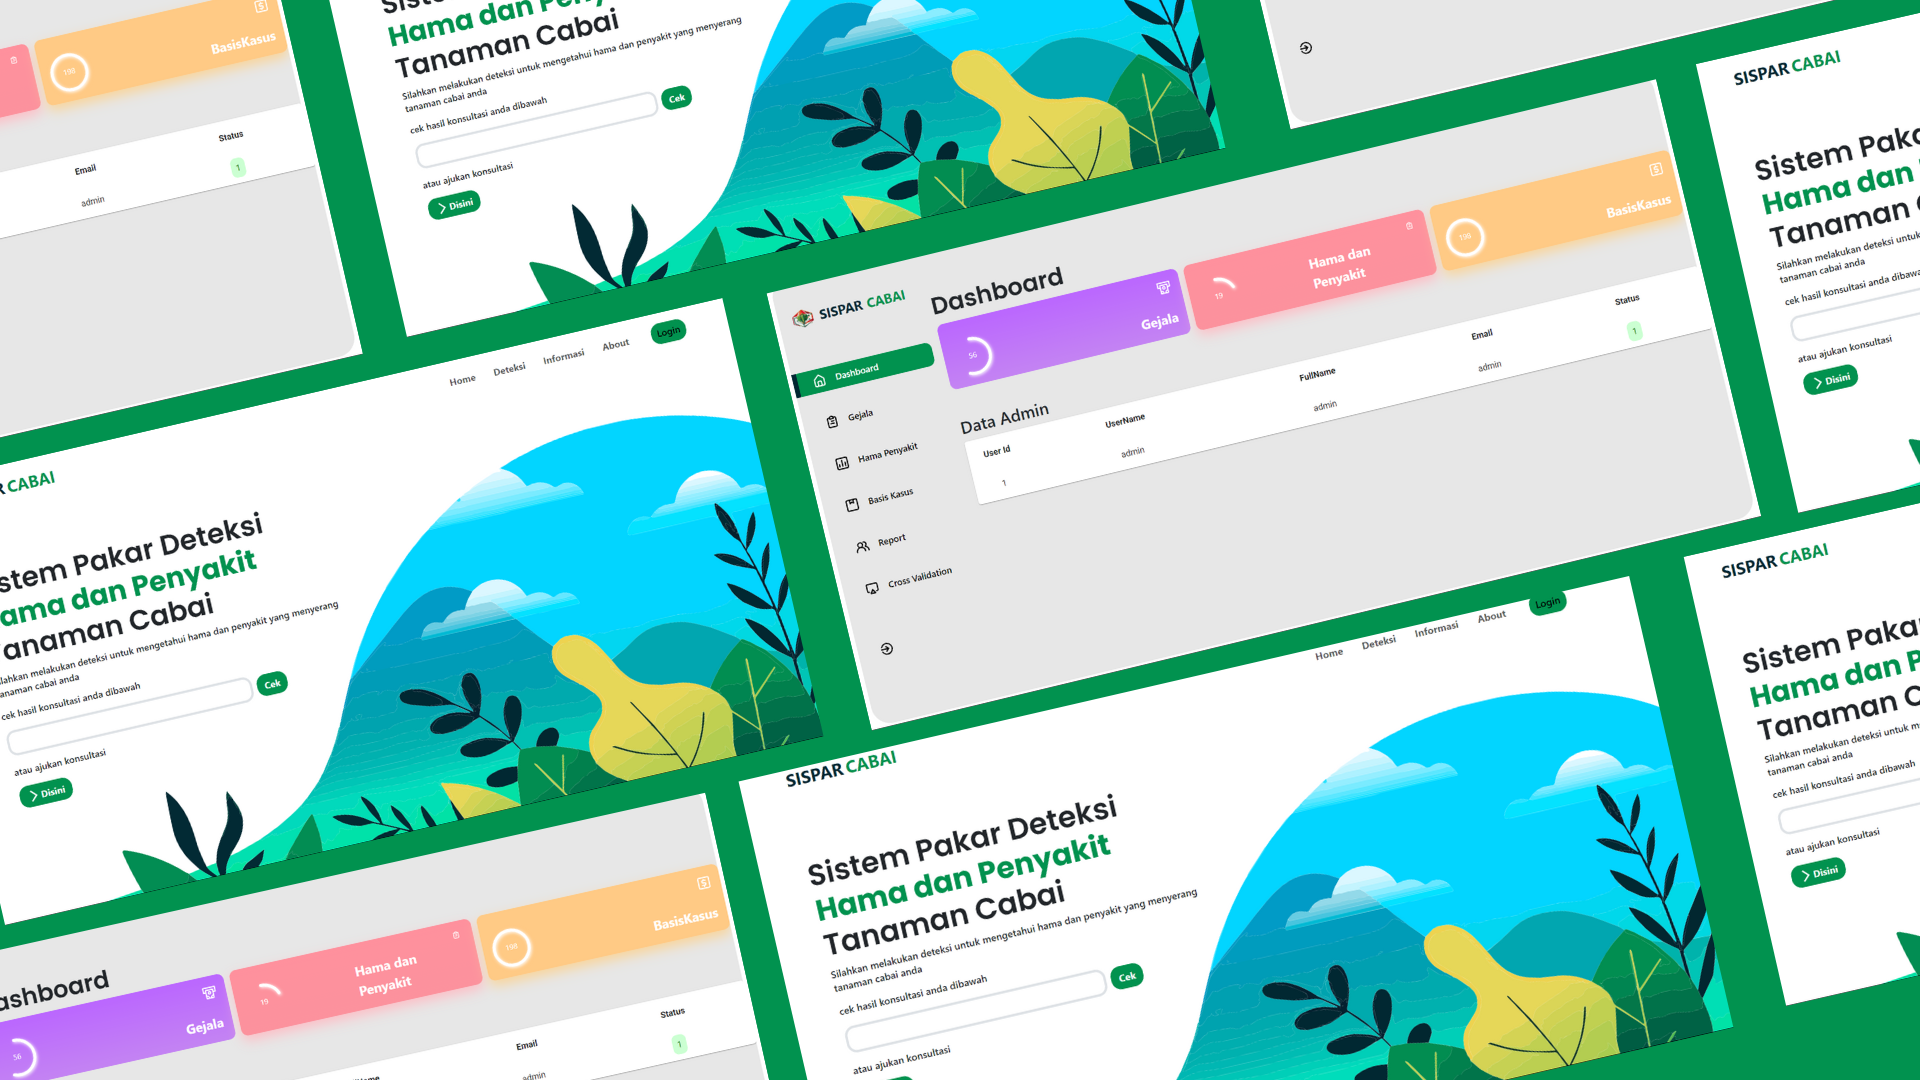 BasisKasus
198
Email
Status
admin
1
Hama dan Peny
Tanaman Cabai
Silahkan melakukan deteksi untuk mengetahui hama dan penyakit yang menyerang
tanaman cabai anda
cek hasil konsultasi anda dibawah
Cek
atau ajukan konsultasi
Disini
SISPAR CABAI
Sistem Paka
Hama dan
Tanaman
Silahkan melakukan deteksi untuk
tanaman cabai anda
cek hasil konsultasi anda dibawa
atau ajukan konsultasi
Disini
SISPAR CABAI
Dashboard
Gejala
Hama Penyakit
Basis Kasus
Report
Cross Validation
Dashboard
56
Gejala
19
Hama dan
Penyakit
198
BasisKasus
Data Admin
User Id
UserName
FullName
Email
Status
1
admin
admin
admin
1
Home
Deteksi
Informasi
About
Login
R CABAI
stem Pakar Deteksi
ama dan Penyakit
anaman Cabai
ilahkan melakukan deteksi untuk mengetahui hama dan penyakit yang menyerang
anaman cabai anda
cek hasil konsultasi anda dibawah
Cek
atau ajukan konsultasi
Disini
ashboard
56
Gejala
19
Hama dan
Penyakit
198
BasisKasus
Name
Email
Status
admin
1
Home
Deteksi
Informasi
About
Login
SISPAR CABAI
Sistem Pakar Deteksi
Hama dan Penyakit
Tanaman Cabai
Silahkan melakukan deteksi untuk mengetahui hama dan penyakit yang menyerang
tanaman cabai anda
cek hasil konsultasi anda dibawah
Cek
atau ajukan konsultasi
SISPAR CABAI
Sistem Paka
Hama dan P
Tanaman C
Silahkan melakukan deteksi untuk m
tanaman cabai anda
cek hasil konsultasi anda dibawah
atau ajukan konsultasi
Disini